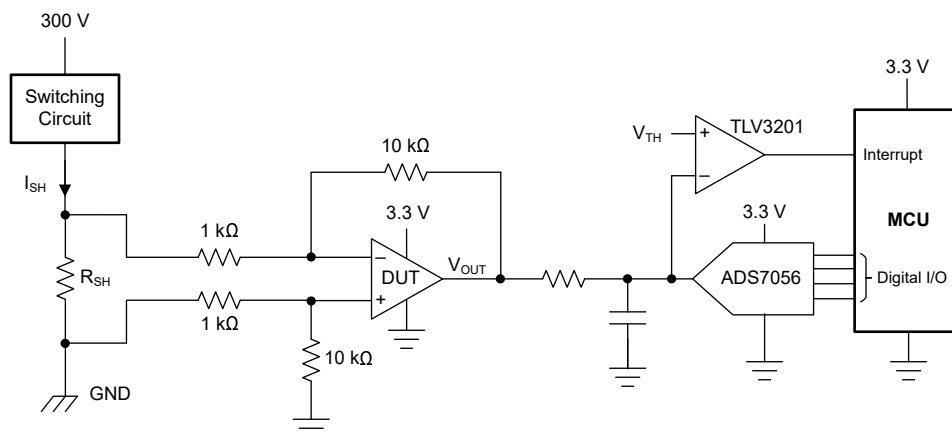 300 V
Switching
Circuit
I_SH
R_SH
GND
1 kΩ
1 kΩ
10 kΩ
10 kΩ
3.3 V
−
DUT
+
V_OUT
V_TH
+
−
TLV3201
3.3 V
ADS7056
3.3 V
Interrupt
MCU
Digital I/O